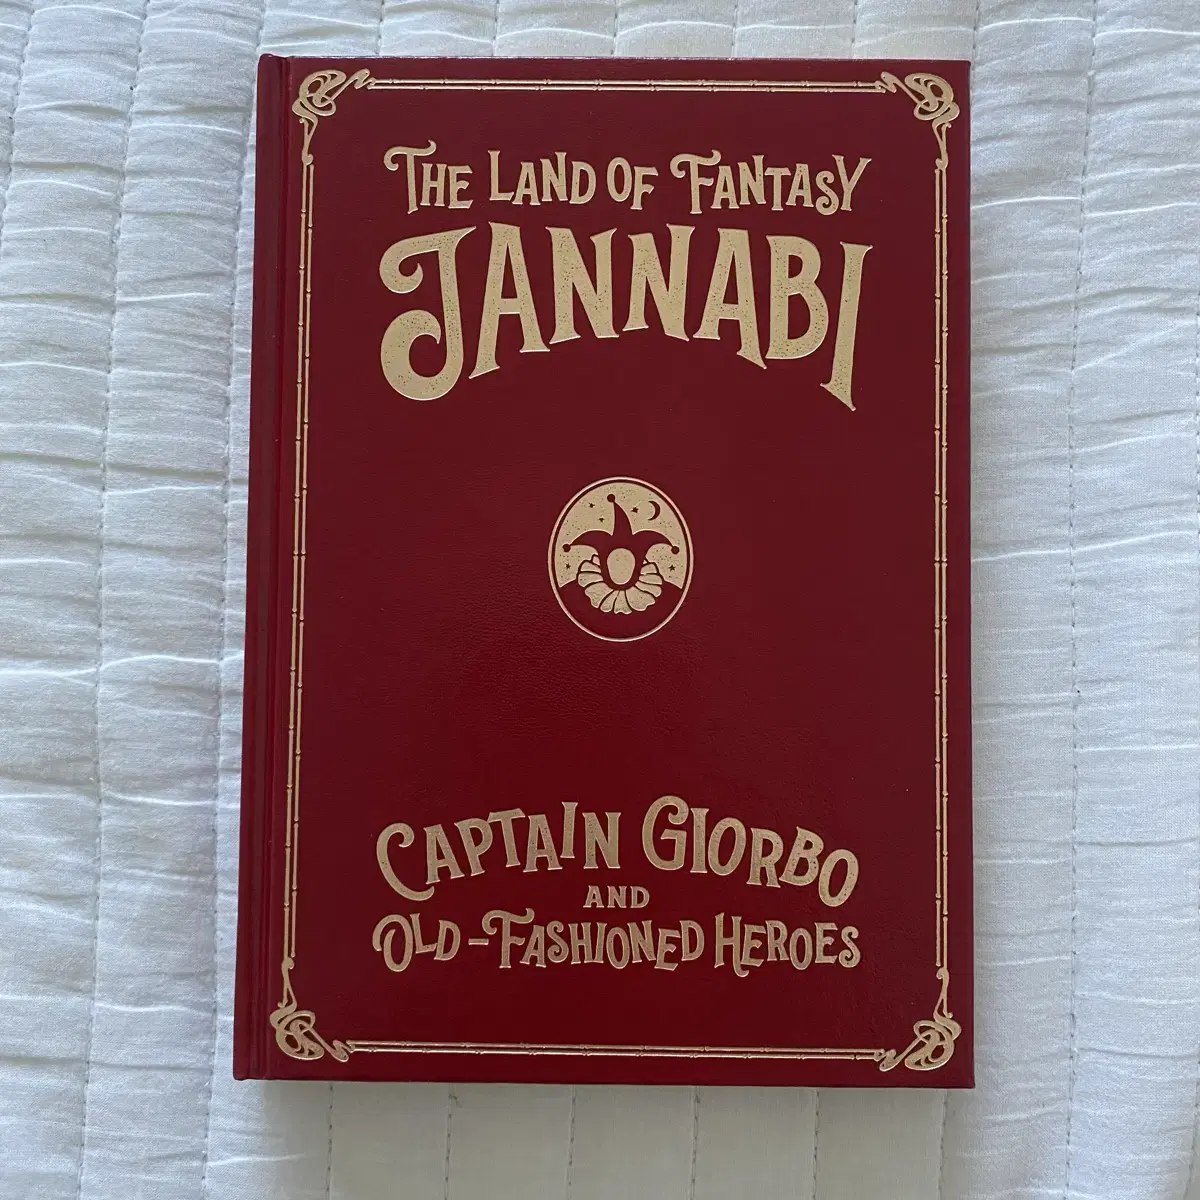 THE LAND OF FANTASY
JANNABI
CAPTAIN GIORBO
AND
OLD-FASHIONED HEROES